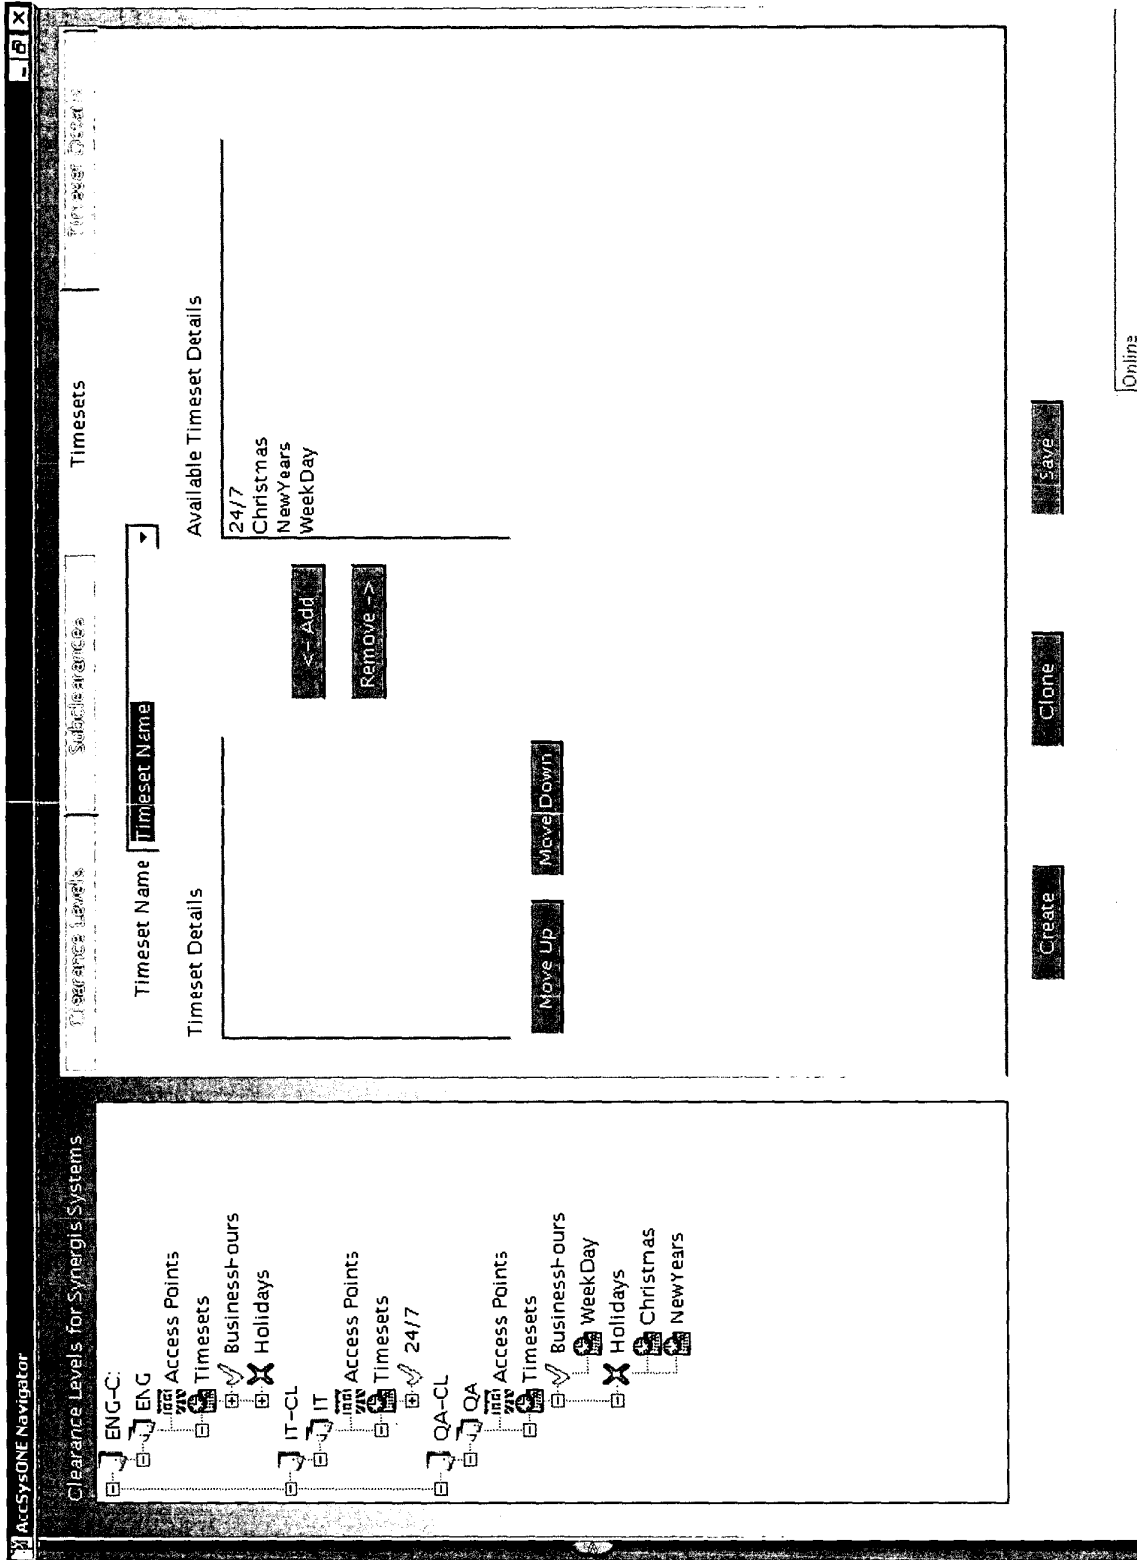 AccSysONE Navigator
Clearance Levels for Synergis Systems
ENG-C:
ENG
Access Points
Timesets
BusinessHours
Holidays
IT-CL
IT
Access Points
Timesets
24/7
QA-CL
QA
Access Points
Timesets
BusinessHours
WeekDay
Holidays
Christmas
NewYears
Clearance Levels
Subclearances
Timesets
Timeset Details
Timeset Name
Timeset Name
Timeset Details
Available Timeset Details
24/7
Christmas
NewYears
WeekDay
<-- Add
Remove -->
Move Up
Move Down
Create
Clone
Save
Online